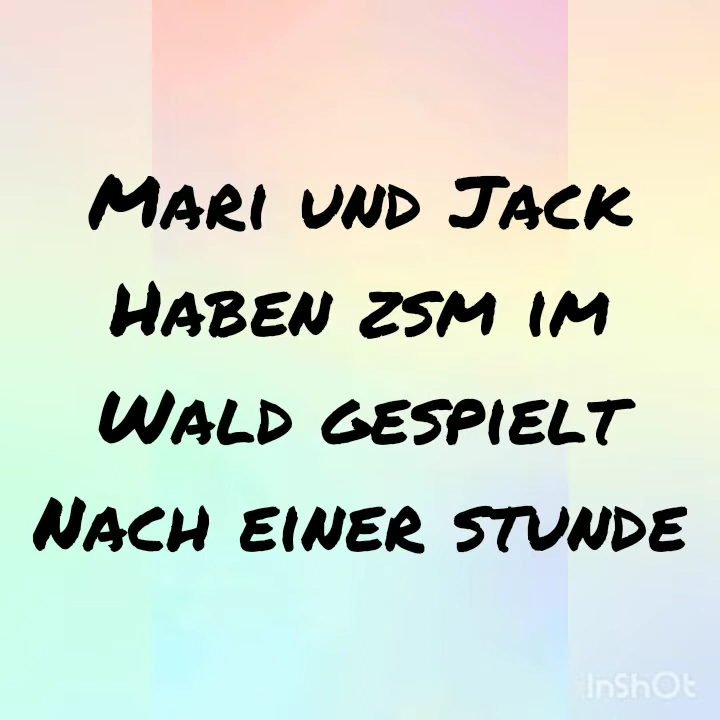 Mari und Jack
Haben zsm im
Wald gespielt
Nach einer stunde
InShOt